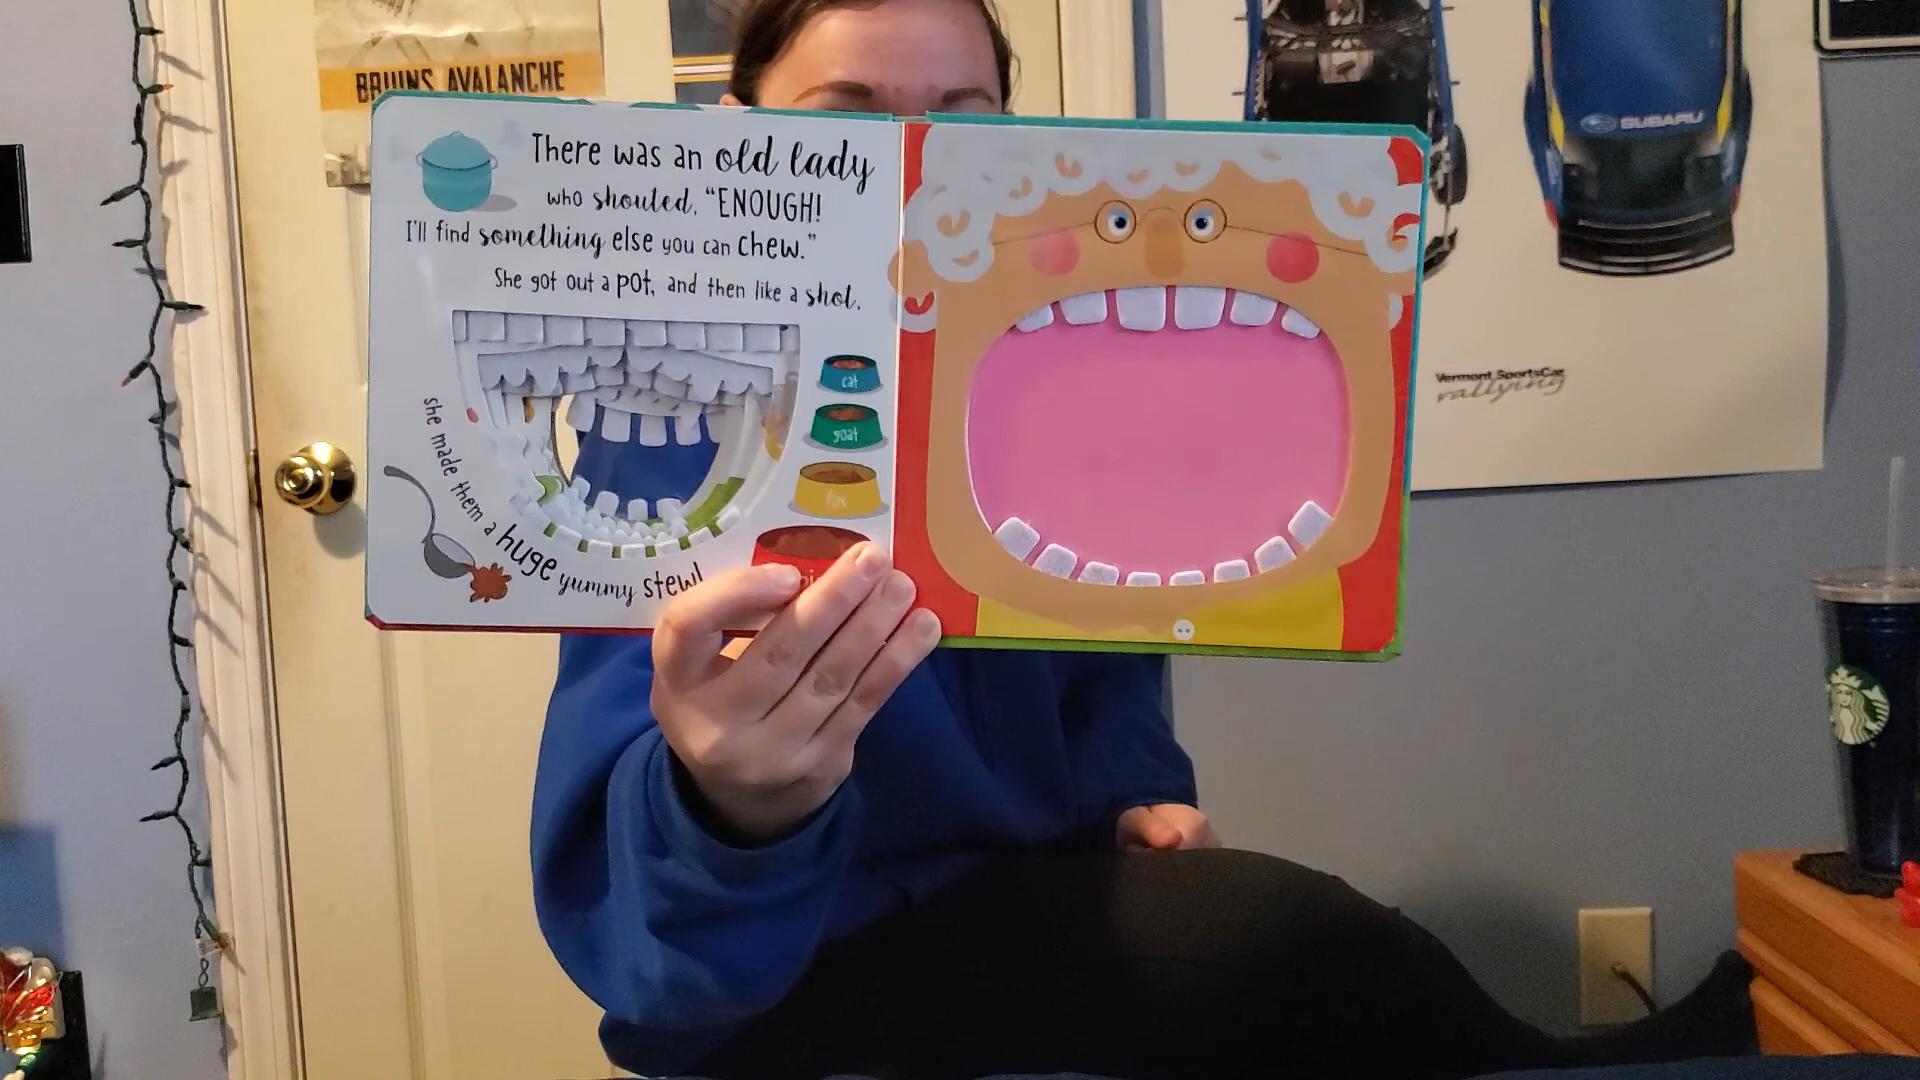 BRUINS AVALANCHE
There was an old lady
who shouted, "ENOUGH!
I'll find something else you can chew."
She got out a pot, and then like a shot,
she made them a huge yummy stew!
cat
goat
fox
SUBARU
Vermont SportsCar
rallying